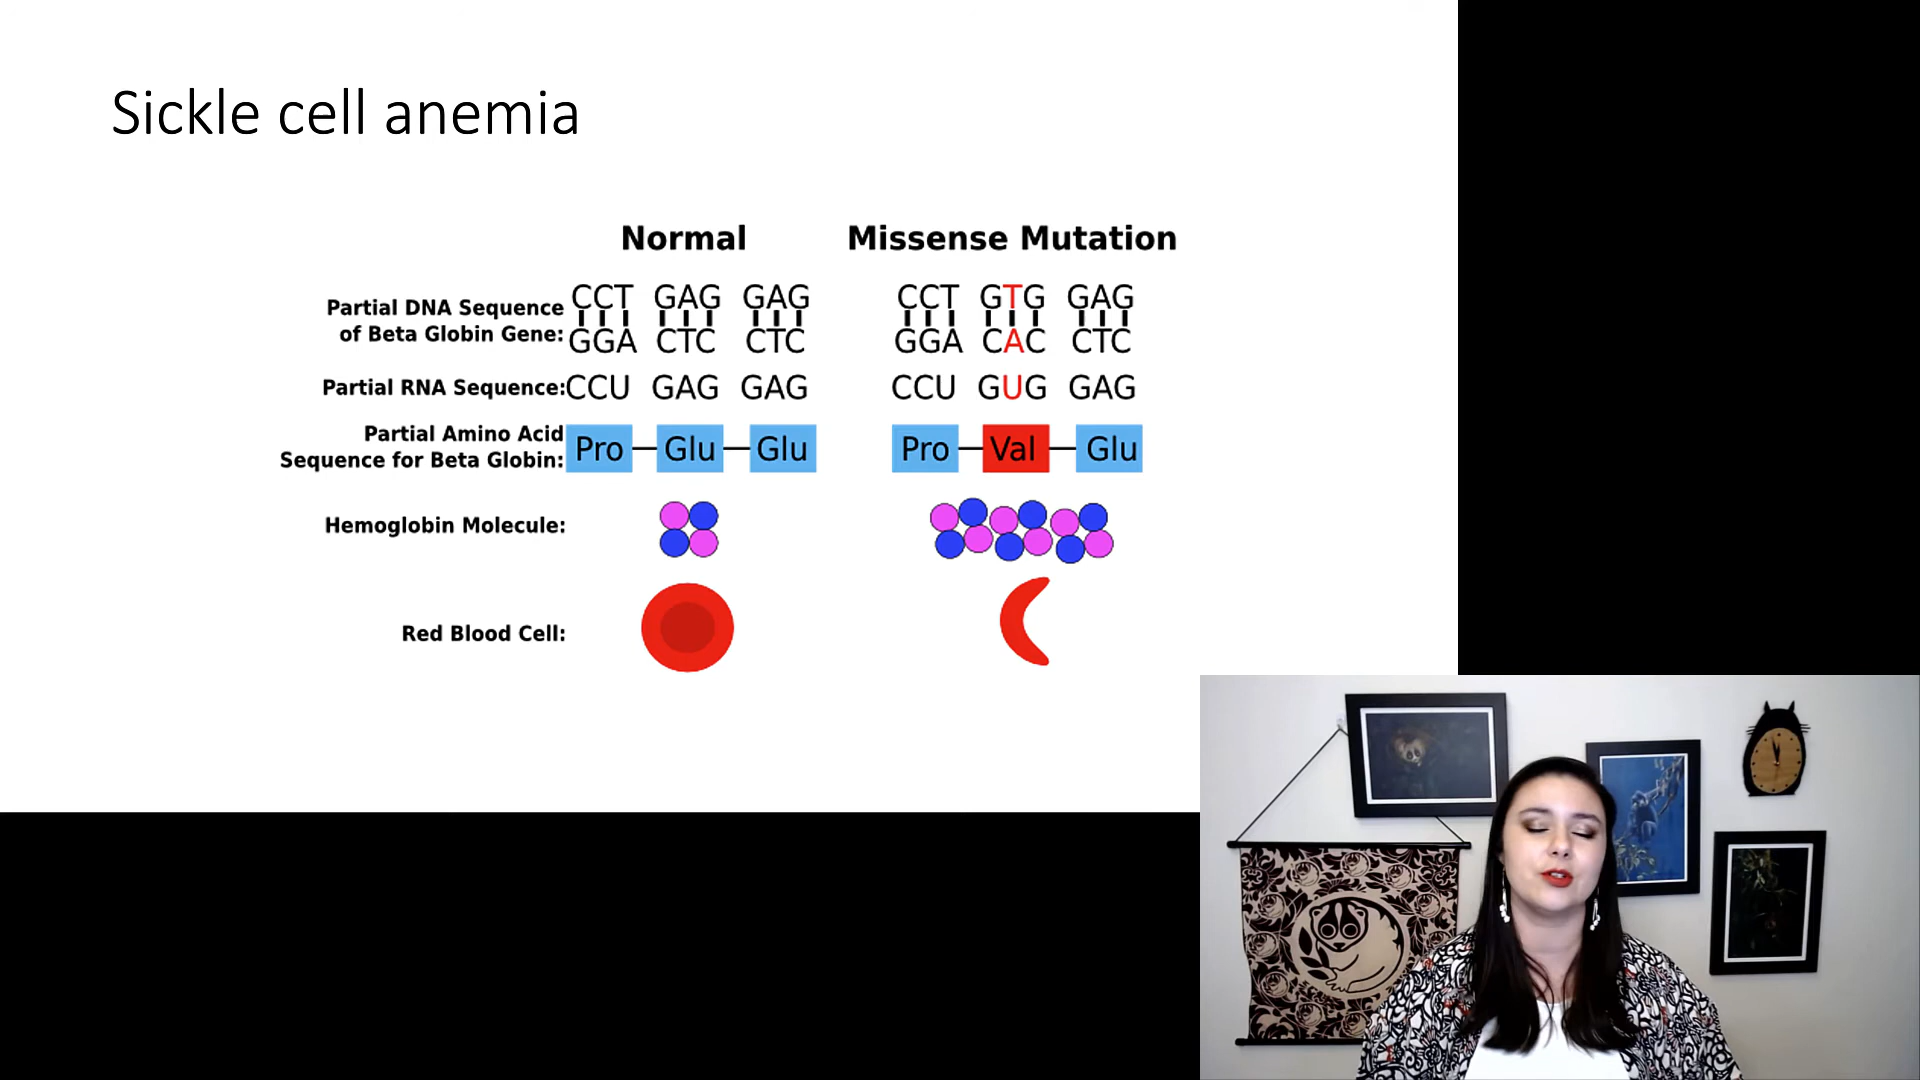 Sickle cell anemia
Normal Missense Mutation
Partial DNA Sequence
of Beta Globin Gene:
CCT GAG GAG CCT GTG GAG
GGA CTC CTC GGA CAC CTC
Partial RNA Sequence: CCU GAG GAG CCU GUG GAG
Partial Amino Acid
Sequence for Beta Globin:
Pro Glu Glu Pro Val Glu
Hemoglobin Molecule:
Red Blood Cell: